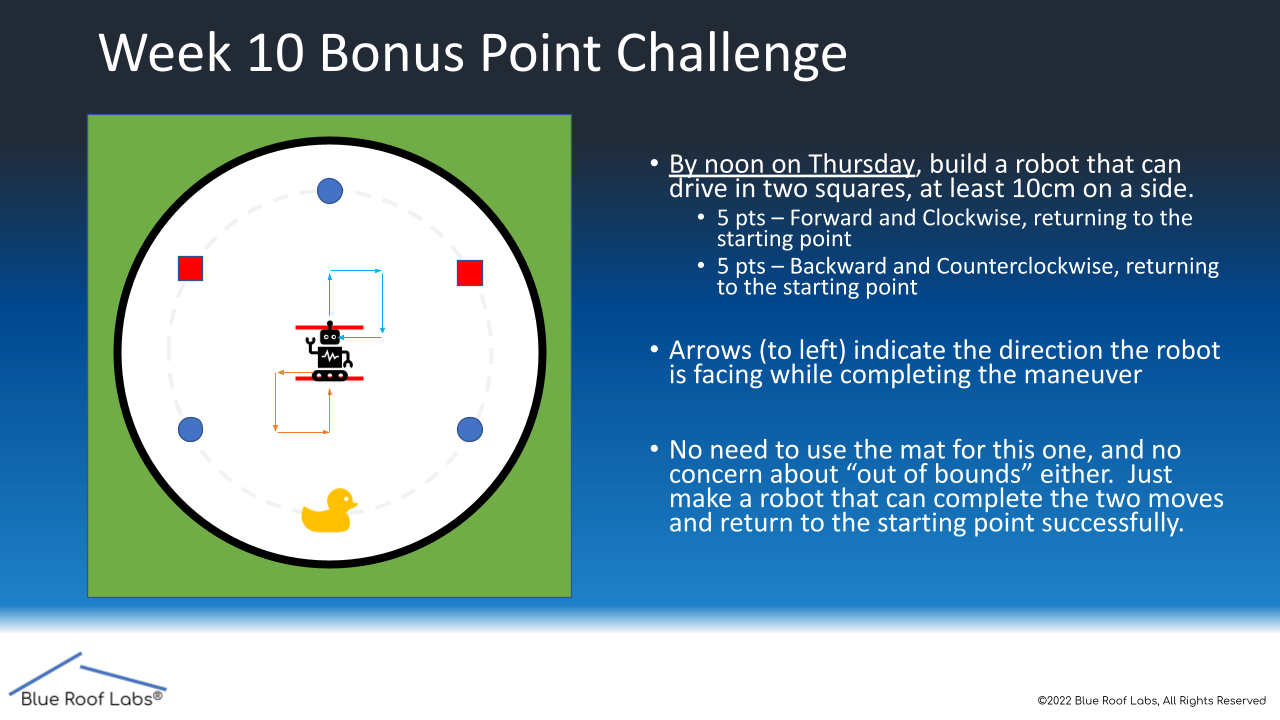 Week 10 Bonus Point Challenge
• By noon on Thursday, build a robot that can
drive in two squares, at least 10cm on a side.
• 5 pts – Forward and Clockwise, returning to the
starting point
• 5 pts – Backward and Counterclockwise, returning
to the starting point
• Arrows (to left) indicate the direction the robot
is facing while completing the maneuver
• No need to use the mat for this one, and no
concern about “out of bounds” either.  Just
make a robot that can complete the two moves
and return to the starting point successfully.
Blue Roof Labs®
©2022 Blue Roof Labs, All Rights Reserved